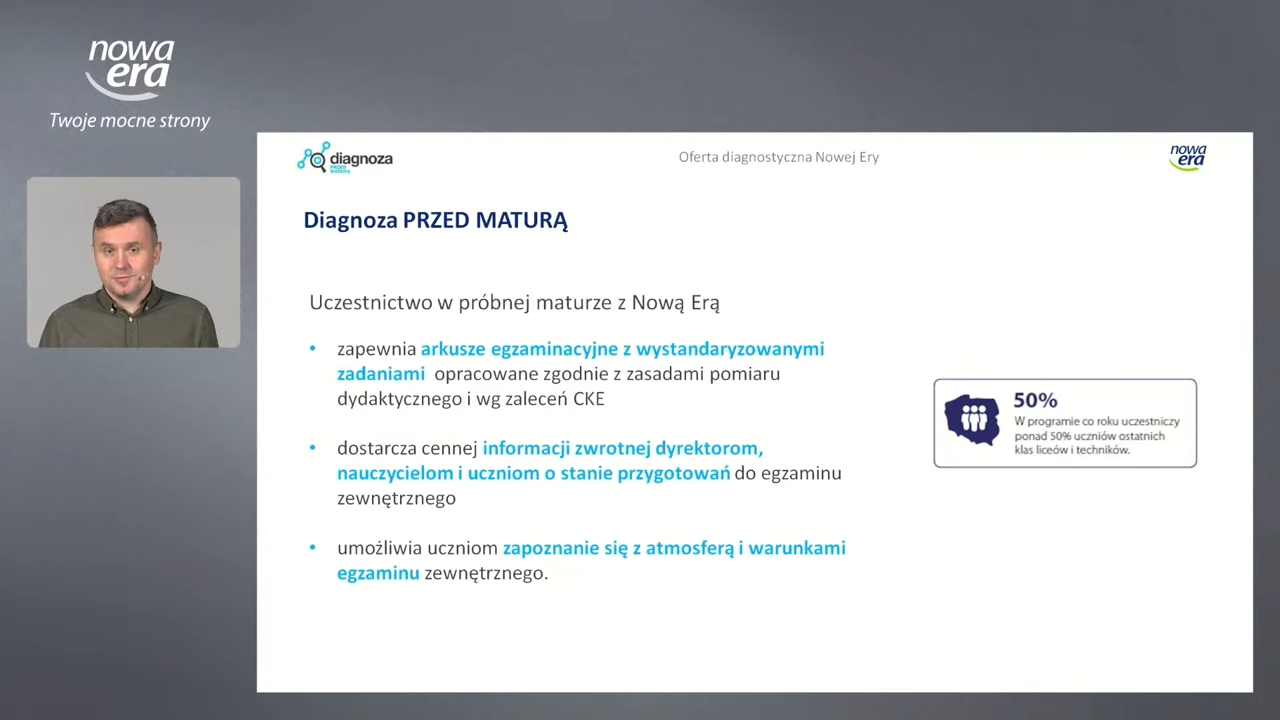 nowa
era
Twoje mocne strony
diagnoza
PRZED
MATURĄ
Oferta diagnostyczna Nowej Ery
nowa
era
Diagnoza PRZED MATURĄ
Uczestnictwo w próbnej maturze z Nową Erą
• zapewnia arkusze egzaminacyjne z wystandaryzowanymi
zadaniami opracowane zgodnie z zasadami pomiaru
dydaktycznego i wg zaleceń CKE
• dostarcza cennej informacji zwrotnej dyrektorom,
nauczycielom i uczniom o stanie przygotowań do egzaminu
zewnętrznego
• umożliwia uczniom zapoznanie się z atmosferą i warunkami
egzaminu zewnętrznego.
50%
W programie co roku uczestniczy
ponad 50% uczniów ostatnich
klas liceów i techników.